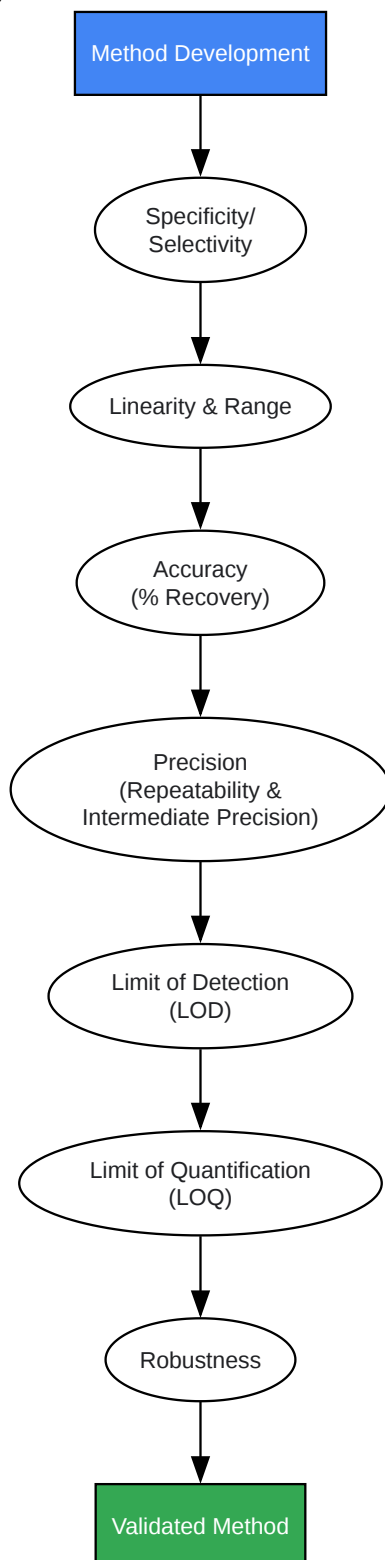 Method Development
Specificity/
Selectivity
Linearity & Range
Accuracy
(% Recovery)
Precision
(Repeatability &
Intermediate Precision)
Limit of Detection
(LOD)
Limit of Quantification
(LOQ)
Robustness
Validated Method